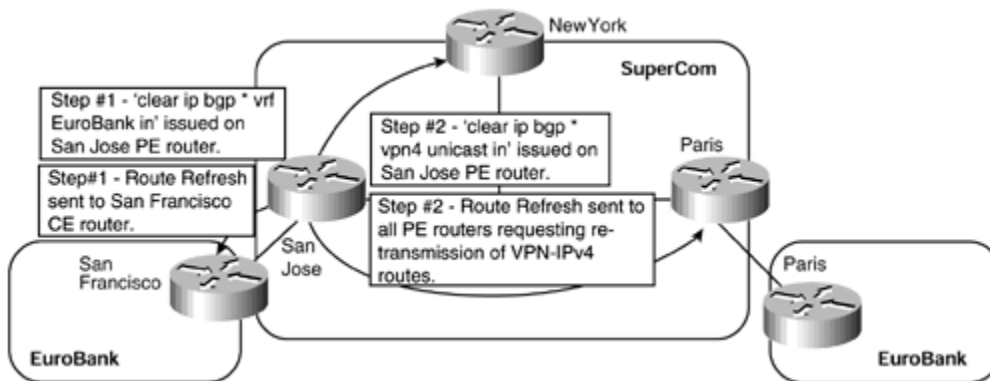 NewYork
SuperCom
Step #1 - 'clear ip bgp * vrf
EuroBank in' issued on
San Jose PE router.
Step #2 - 'clear ip bgp *
vpn4 unicast in' issued on
San Jose PE router.
Paris
Step#1 - Route Refresh
sent to San Francisco
CE router.
Step #2 - Route Refresh sent to
all PE routers requesting re-
transmission of VPN-IPv4
routes.
San
Jose
San
Francisco
Paris
EuroBank
EuroBank